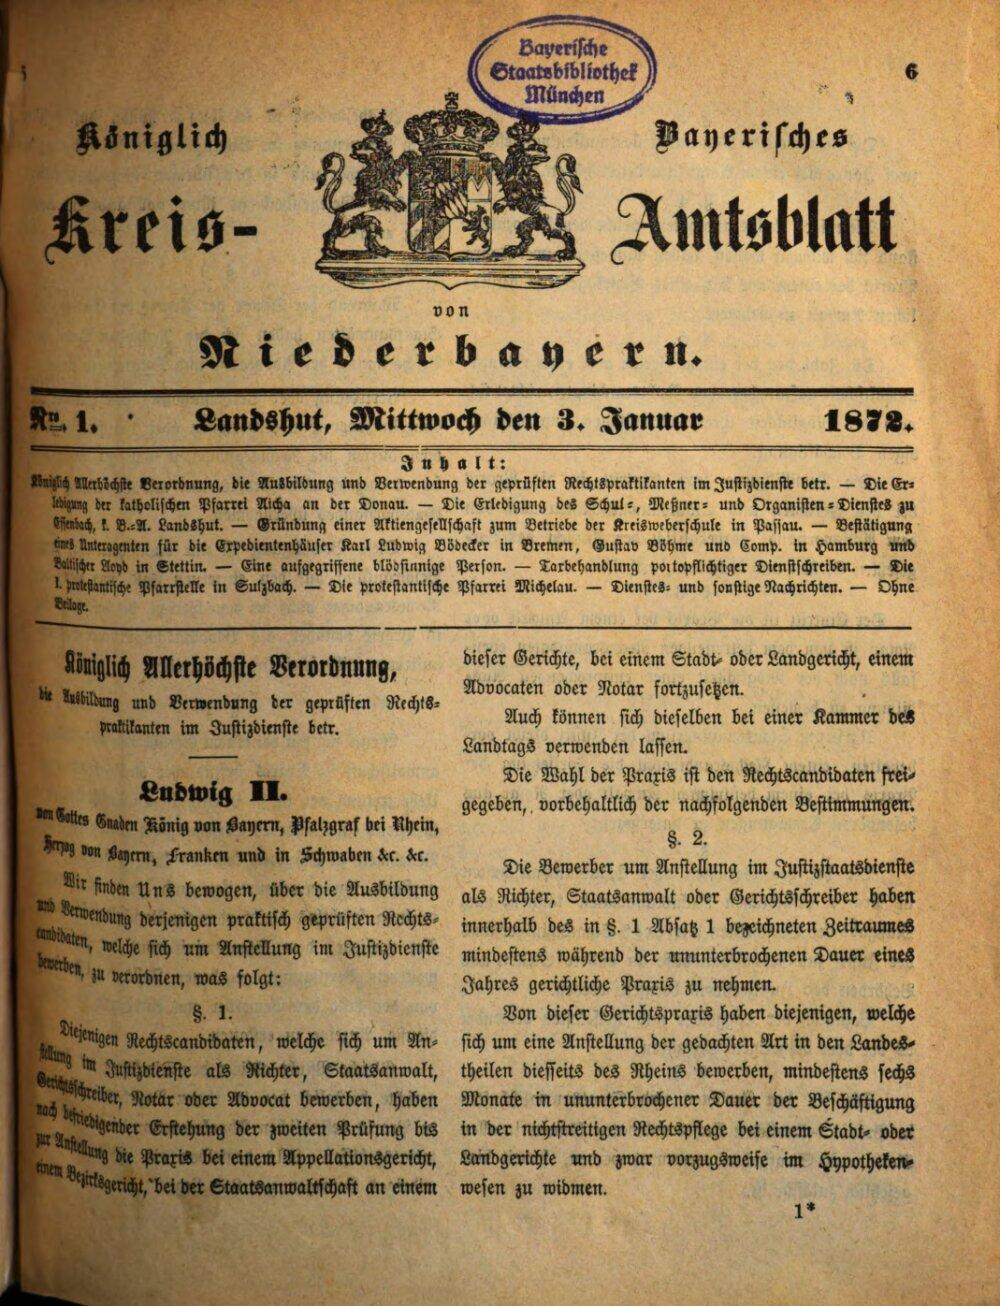 Bayerische
Staatsbibliothek
München
6
Königlich Bayerisches
Kreis- Amtsblatt
von
Niederbayern.
Nro. 1. Landshut, Mittwoch den 3. Januar 1872.
Inhalt:
Königlich Allerhöchste Verordnung, die Ausbildung und Verwendung der geprüften Rechtspraktikanten im Justizdienste betr. — Die Er-
ledigung der katholischen Pfarrei Aicha an der Donau. — Die Erledigung des Schul-, Meßner- und Organisten-Dienstes zu
Essenbach, k. B.-A. Landshut. — Gründung einer Aktiengesellschaft zum Betriebe der Kreisweberschule in Passau. — Bestätigung
eines Unteragenten für die Expedientenhäuser Karl Ludwig Bödecker in Bremen, Gustav Böhme und Comp. in Hamburg und
Baltischer Lloyd in Stettin. — Eine aufgegriffene blödsinnige Person. — Taxbehandlung portopflichtiger Dienstschreiben. — Die
I. protestantische Pfarrstelle in Sulzbach. — Die protestantische Pfarrei Michelau. — Dienstes- und sonstige Nachrichten. — Ohne
Beilage.
Königlich Allerhöchste Verordnung,
die Ausbildung und Verwendung der geprüften Rechts-
praktikanten im Justizdienste betr.
Ludwig II.
von Gottes Gnaden König von Bayern, Pfalzgraf bei Rhein,
Herzog von Bayern, Franken und in Schwaben &c. &c.
Wir finden Uns bewogen, über die Ausbildung
und Verwendung derjenigen praktisch geprüften Rechts-
candidaten, welche sich um Anstellung im Justizdienste
bewerben, zu verordnen, was folgt:
§. 1.
Diejenigen Rechtscandidaten, welche sich um An-
stellung im Justizdienste als Richter, Staatsanwalt,
Gerichtsschreiber, Notar oder Advocat bewerben, haben
nach befriedigender Erstehung der zweiten Prüfung bis
zur Anstellung die Praxis bei einem Appellationsgericht,
einem Bezirksgericht, bei der Staatsanwaltschaft an einem
dieser Gerichte, bei einem Stadt- oder Landgericht, einem
Advocaten oder Notar fortzusetzen.
Auch können sich dieselben bei einer Kammer des
Landtags verwenden lassen.
Die Wahl der Praxis ist den Rechtscandidaten frei-
gegeben, vorbehaltlich der nachfolgenden Bestimmungen.
§. 2.
Die Bewerber um Anstellung im Justizstaatsdienste
als Richter, Staatsanwalt oder Gerichtsschreiber haben
innerhalb des in §. 1 Absatz 1 bezeichneten Zeitraumes
mindestens während der ununterbrochenen Dauer eines
Jahres gerichtliche Praxis zu nehmen.
Von dieser Gerichtspraxis haben diejenigen, welche
sich um eine Anstellung der gedachten Art in den Landes-
theilen diesseits des Rheins bewerben, mindestens sechs
Monate in ununterbrochener Dauer der Beschäftigung
in der nichtstreitigen Rechtspflege bei einem Stadt- oder
Landgerichte und zwar vorzugsweise im Hypotheken-
wesen zu widmen.
1*